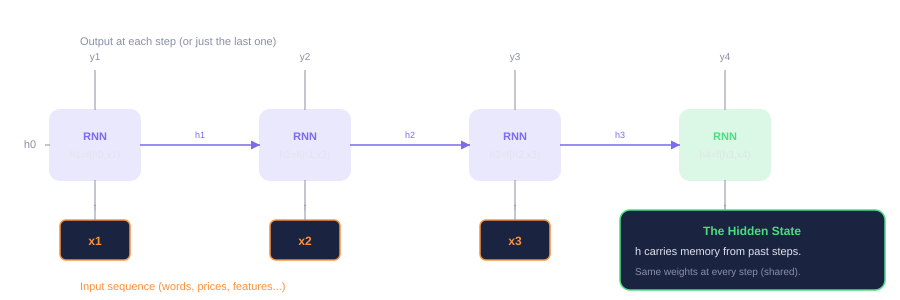 Output at each step (or just the last one)
y1 y2 y3 y4
RNN RNN RNN RNN
h0 h1 h2 h3
x1 x2 x3
The Hidden State
h carries memory from past steps.
Same weights at every step (shared).
Input sequence (words, prices, features...)